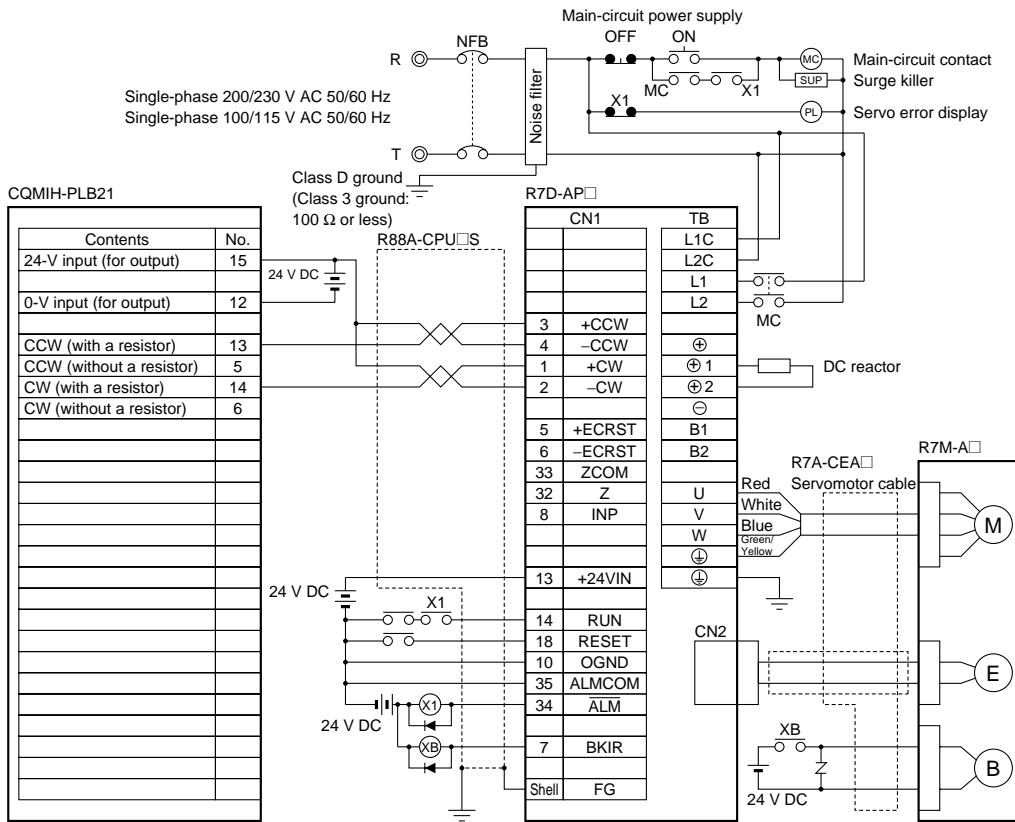 Main-circuit power supply
OFF
ON
NFB
R
MC
Main-circuit contact
SUP
Surge killer
MC
X1
X1
PL
Servo error display
Noise filter
Single-phase 200/230 V AC 50/60 Hz
Single-phase 100/115 V AC 50/60 Hz
T
Class D ground
(Class 3 ground:
100 Ω or less)
CQMIH-PLB21
Contents No.
24-V input (for output) 15
0-V input (for output) 12
CCW (with a resistor) 13
CCW (without a resistor) 5
CW (with a resistor) 14
CW (without a resistor) 6
24 V DC
R88A-CPU□S
R7D-AP□
CN1
3 +CCW
4 −CCW
1 +CW
2 −CW
5 +ECRST
6 −ECRST
33 ZCOM
32 Z
8 INP
13 +24VIN
14 RUN
18 RESET
10 OGND
35 ALMCOM
34 ALM
7 BKIR
Shell FG
TB
L1C
L2C
L1
L2
⊕
⊕ 1
⊕ 2
⊖
B1
B2
U
V
W
MC
DC reactor
24 V DC
X1
24 V DC
X1
XB
CN2
Red
White
Blue
Green/
Yellow
R7A-CEA□
Servomotor cable
R7M-A□
M
E
B
XB
24 V DC